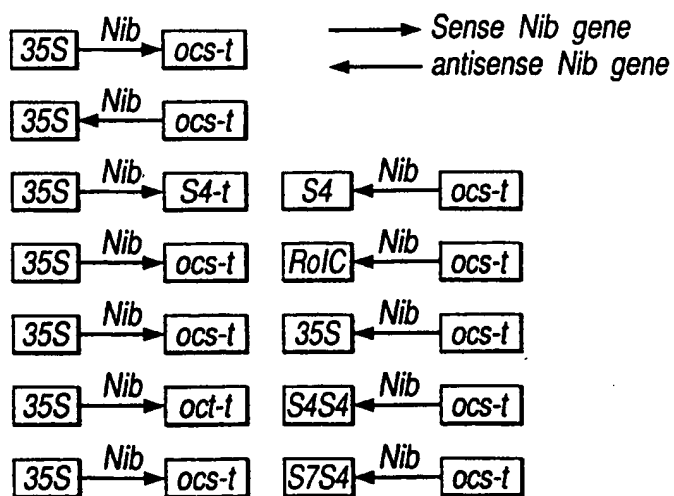 35S Nib ocs-t Sense Nib gene
antisense Nib gene
35S Nib ocs-t
35S Nib S4-t S4 Nib ocs-t
35S Nib ocs-t RolC Nib ocs-t
35S Nib ocs-t 35S Nib ocs-t
35S Nib oct-t S4S4 Nib ocs-t
35S Nib ocs-t S7S4 Nib ocs-t